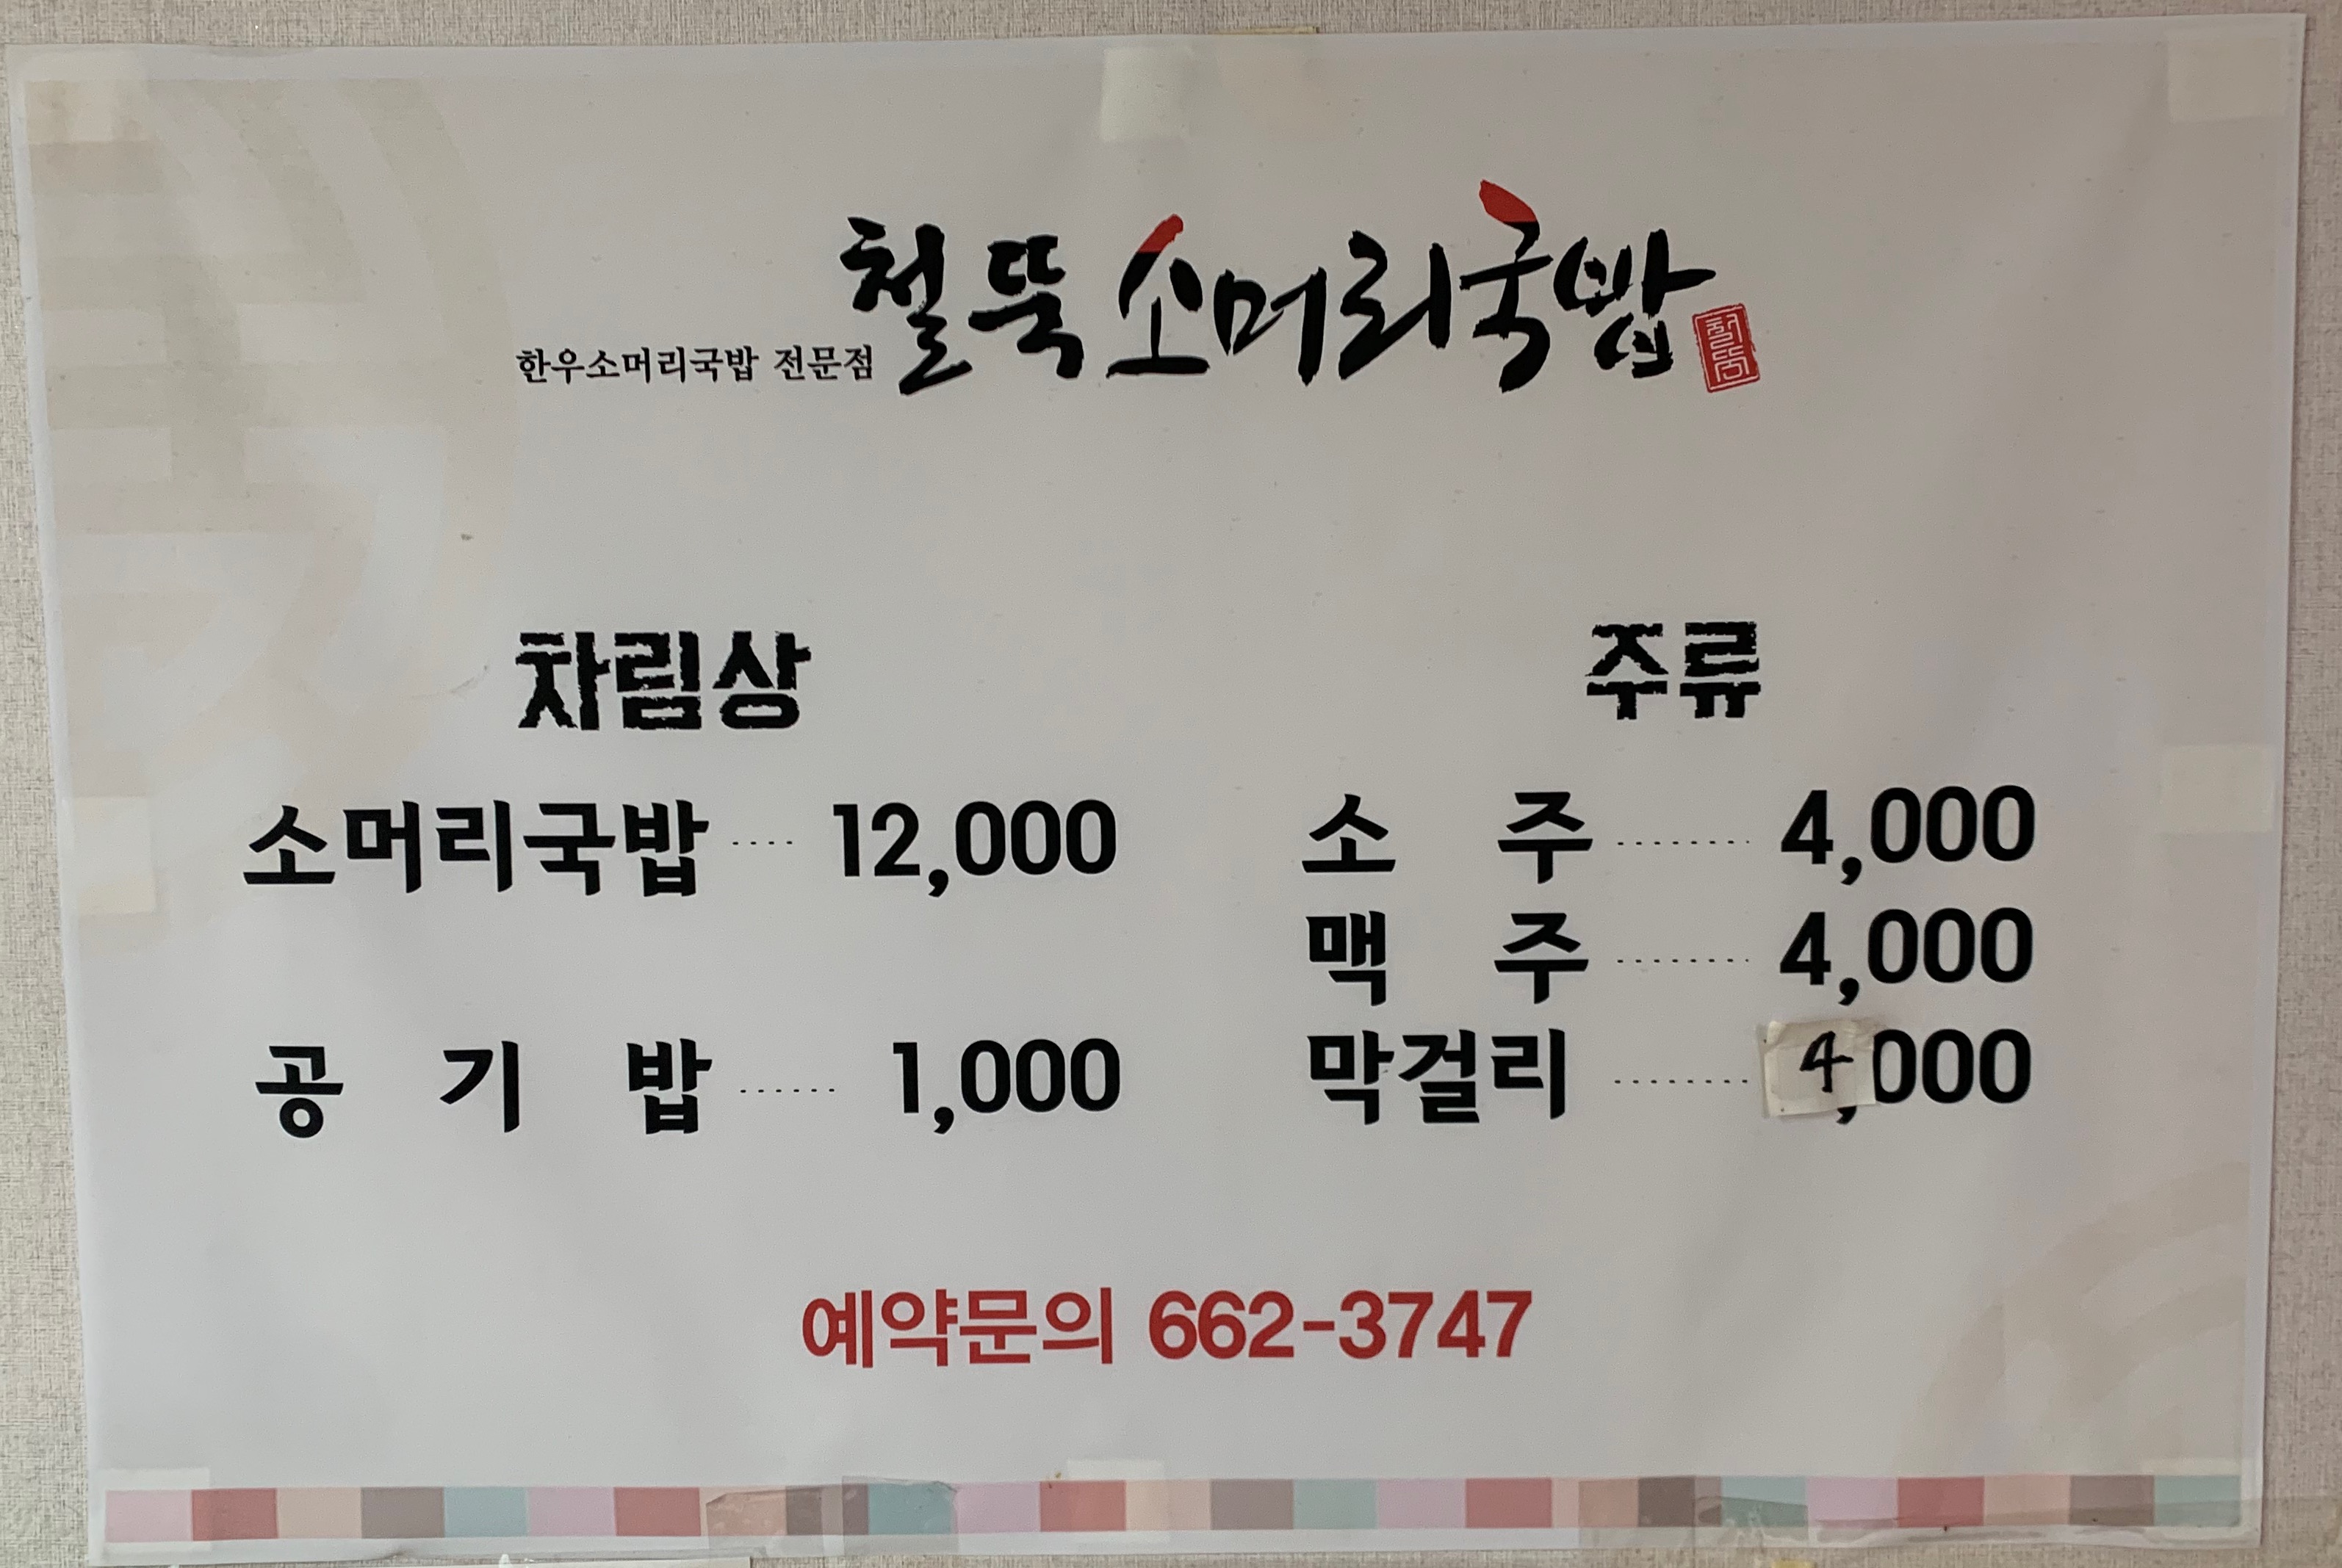 철뚝소머리국밥
한우소머리국밥 전문점
철뚝
차림상
소머리국밥 ---- 12,000
공 기 밥 ------ 1,000
주류
소 주 -------- 4,000
맥 주 -------- 4,000
막걸리 -------- 4,000
예약문의 662-3747